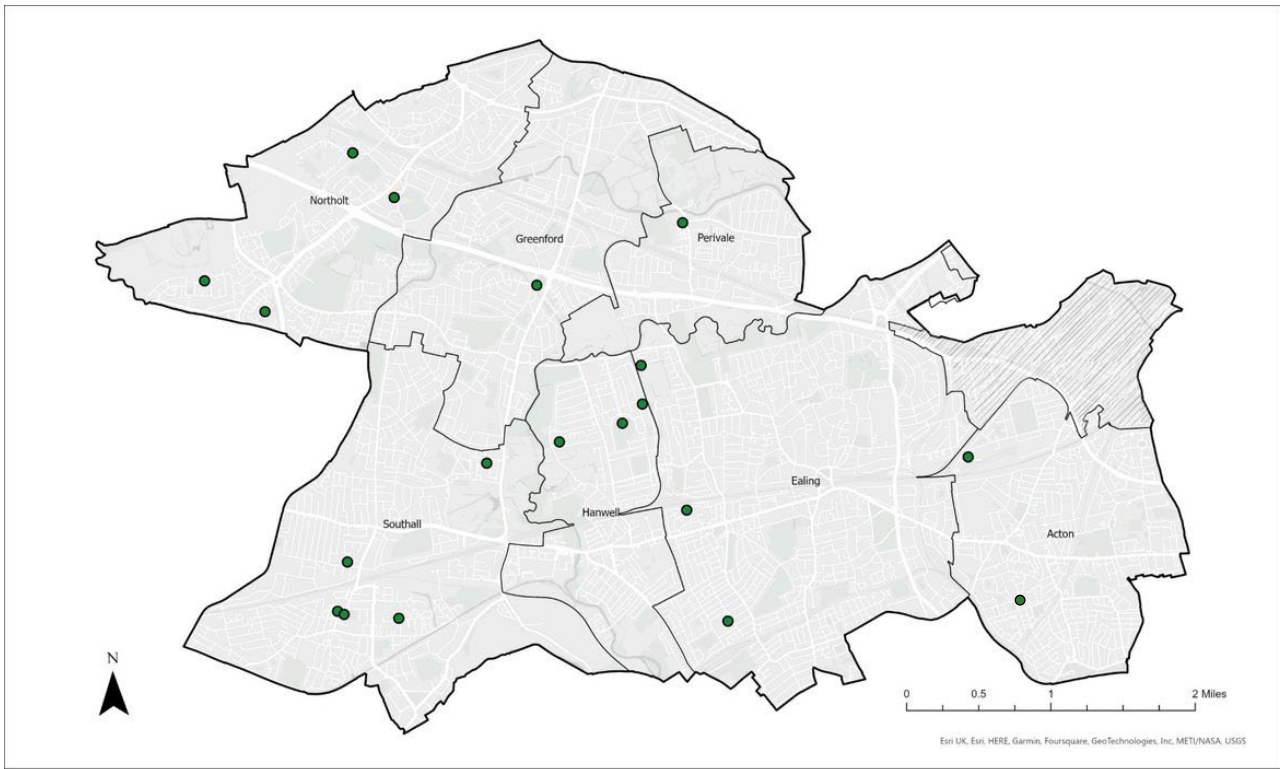 Northolt
Greenford
Perivale
Ealing
Southall
Hanwell
Acton
N
0 0.5 1 2 Miles
Esri UK, Esri, HERE, Garmin, Foursquare, GeoTechnologies, Inc, METI/NASA, USGS